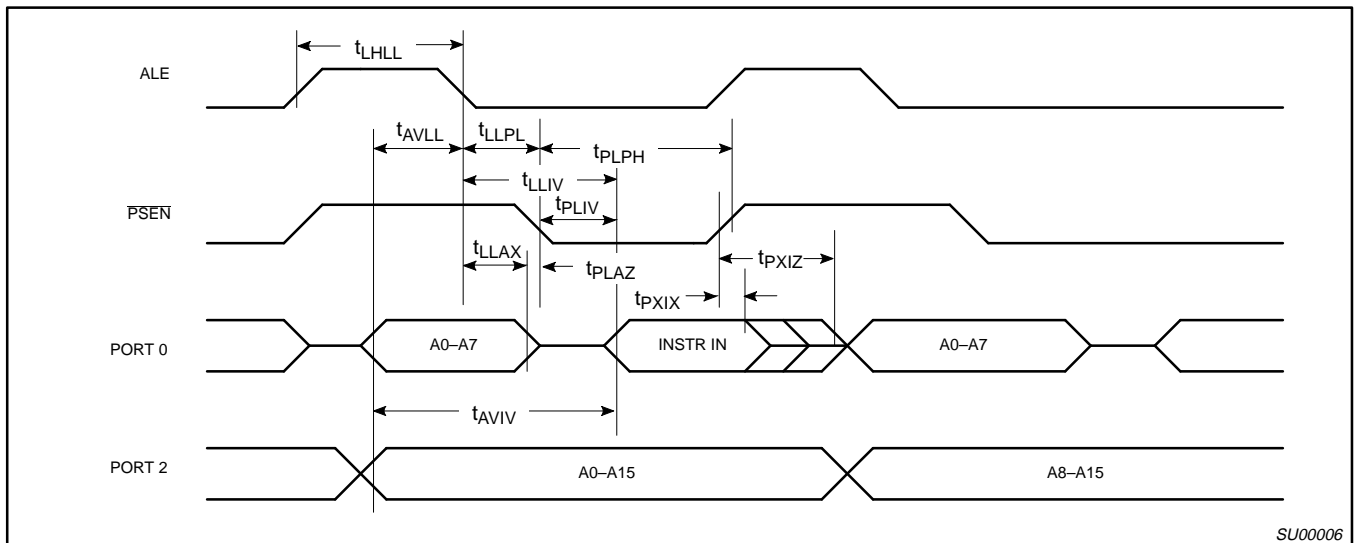 tLHLL
ALE
tAVLL
tLLPL
tPLPH
tLLIV
PSEN
tPLIV
tLLAX
tPLAZ
tPXIZ
tPXIX
PORT 0
A0–A7
INSTR IN
A0–A7
tAVIV
PORT 2
A0–A15
A8–A15
SU00006